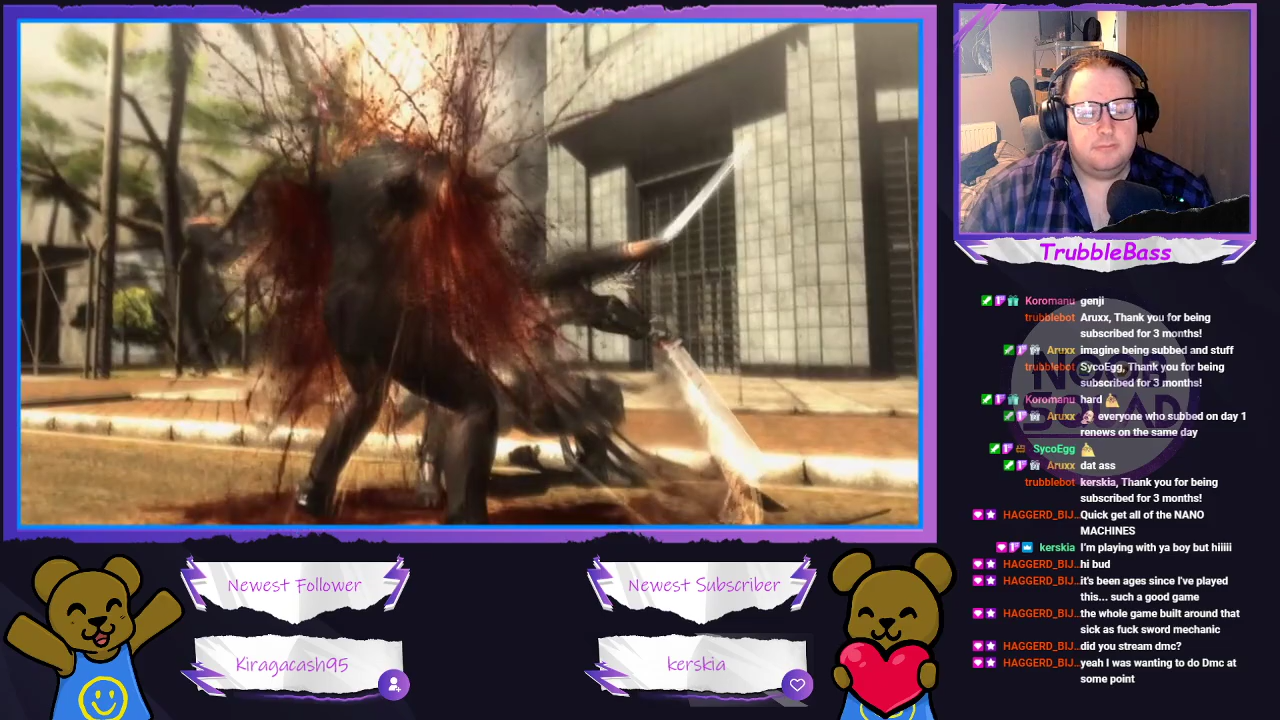 TrubbleBass
Koromanu genji
trubblebot Aruxx, Thank you for being
subscribed for 3 months!
Aruxx imagine being subbed and stuff
trubblebot SycoEgg, Thank you for being
subscribed for 3 months!
Koromanu hard
Aruxx everyone who subbed on day 1
renews on the same day
SycoEgg
Aruxx dat ass
trubblebot kerskia, Thank you for being
subscribed for 3 months!
HAGGERD_BIJ... Quick get all of the NANO
MACHINES
kerskia I'm playing with ya boy but hiiiii
HAGGERD_BIJ... hi bud
HAGGERD_BIJ... it's been ages since I've played
this... such a good game
HAGGERD_BIJ... the whole game built around that
sick as fuck sword mechanic
HAGGERD_BIJ... did you stream dmc?
HAGGERD_BIJ... yeah I was wanting to do Dmc at
some point
NOOB
SQUAD
Newest Follower
Kiragacash95
Newest Subscriber
kerskia